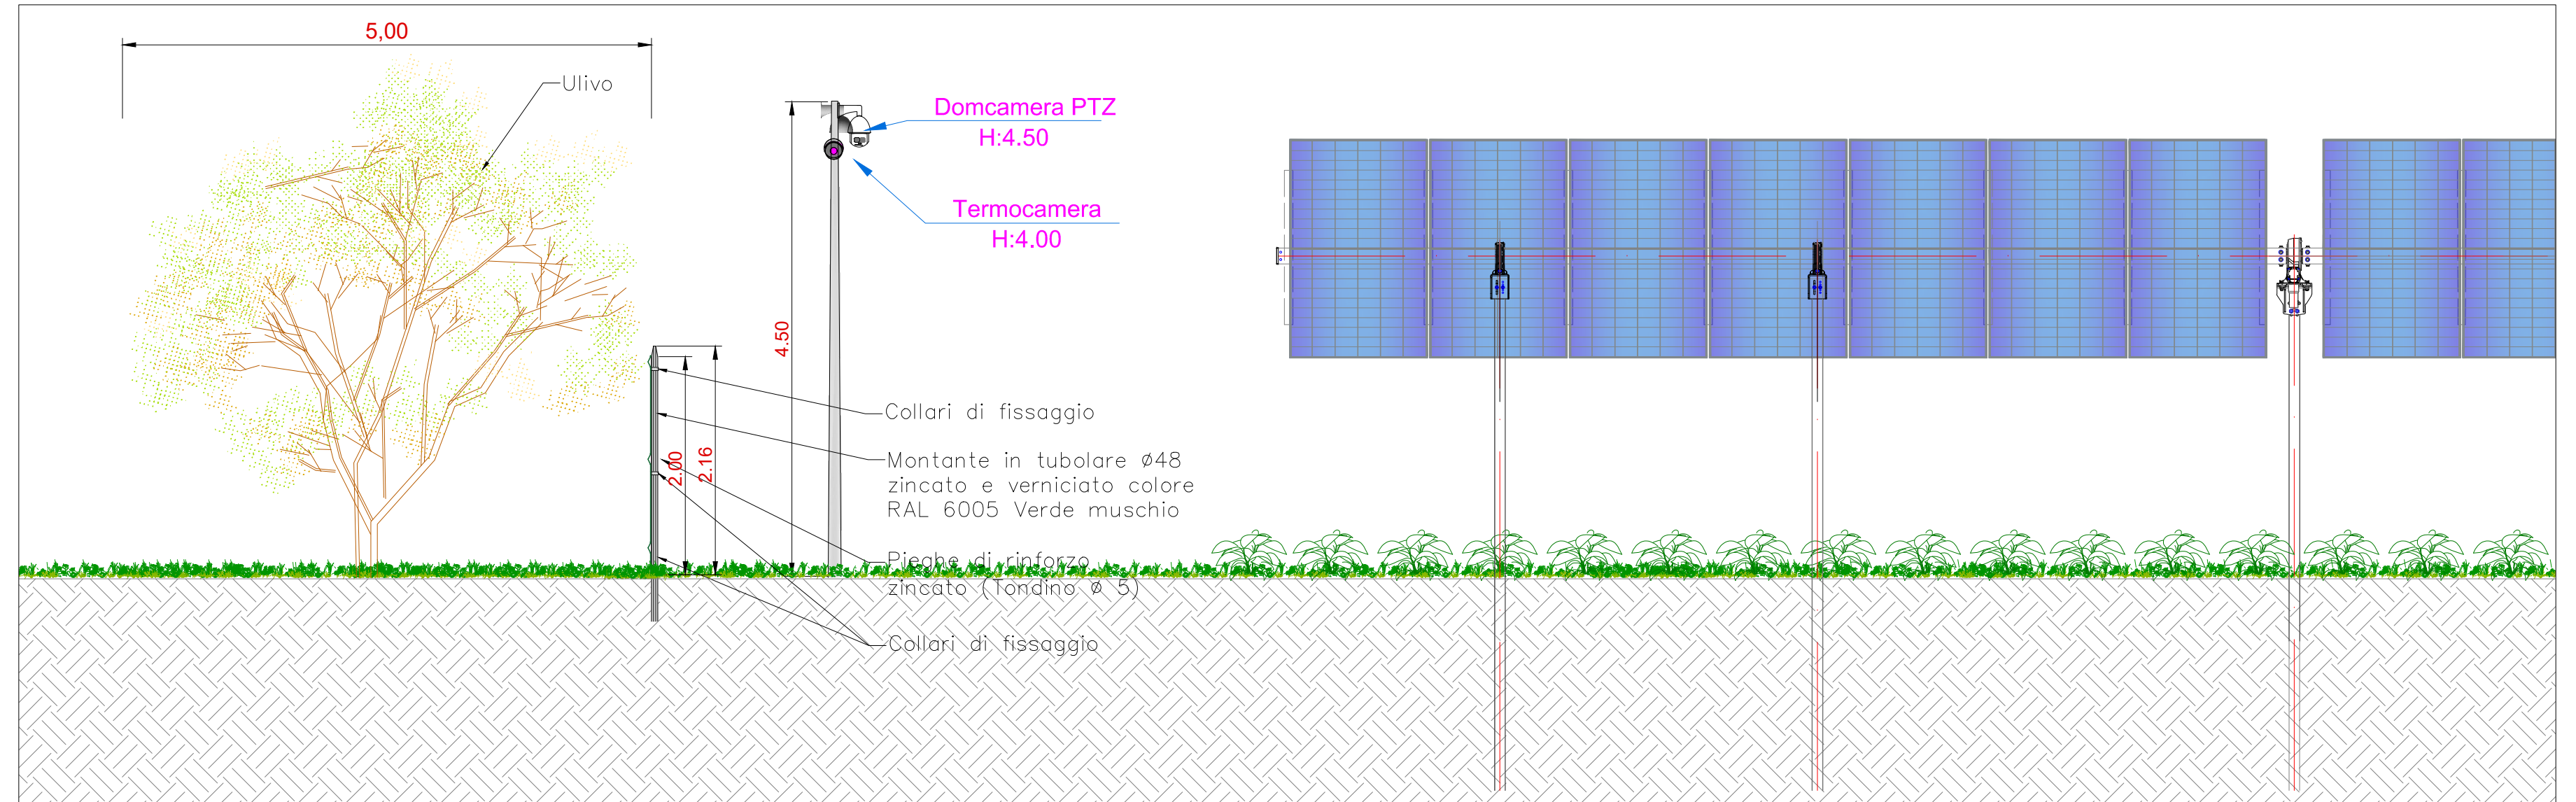 5,00
Ulivo
Domcamera PTZ
H:4.50
Termocamera
H:4.00
4.50
2.00
2.16
Collari di fissaggio
Montante in tubolare Ø48
zincato e verniciato colore
RAL 6005 Verde muschio
Pieghe di rinforzo
zincato (Tondino Ø 5)
Collari di fissaggio